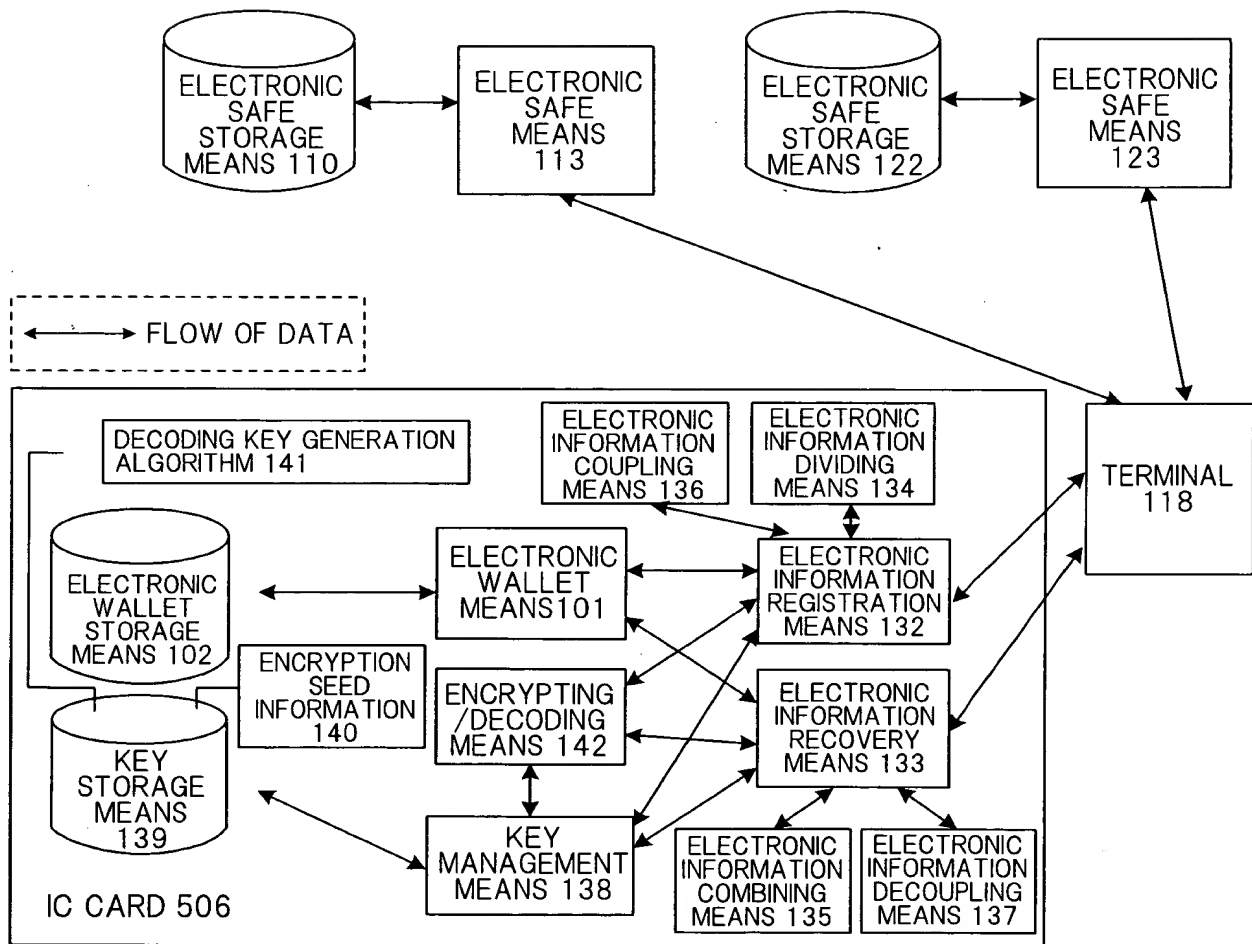 ELECTRONIC
SAFE
STORAGE
MEANS 110
ELECTRONIC
SAFE
MEANS
113
ELECTRONIC
SAFE
STORAGE
MEANS 122
ELECTRONIC
SAFE
MEANS
123
FLOW OF DATA
DECODING KEY GENERATION
ALGORITHM 141
ELECTRONIC
INFORMATION
COUPLING
MEANS 136
ELECTRONIC
INFORMATION
DIVIDING
MEANS 134
TERMINAL
118
ELECTRONIC
WALLET
STORAGE
MEANS 102
ELECTRONIC
WALLET
MEANS101
ELECTRONIC
INFORMATION
REGISTRATION
MEANS 132
ENCRYPTION
SEED
INFORMATION
140
ENCRYPTING
/DECODING
MEANS 142
ELECTRONIC
INFORMATION
RECOVERY
MEANS 133
KEY
STORAGE
MEANS
139
KEY
MANAGEMENT
MEANS 138
ELECTRONIC
INFORMATION
COMBINING
MEANS 135
ELECTRONIC
INFORMATION
DECOUPLING
MEANS 137
IC CARD 506